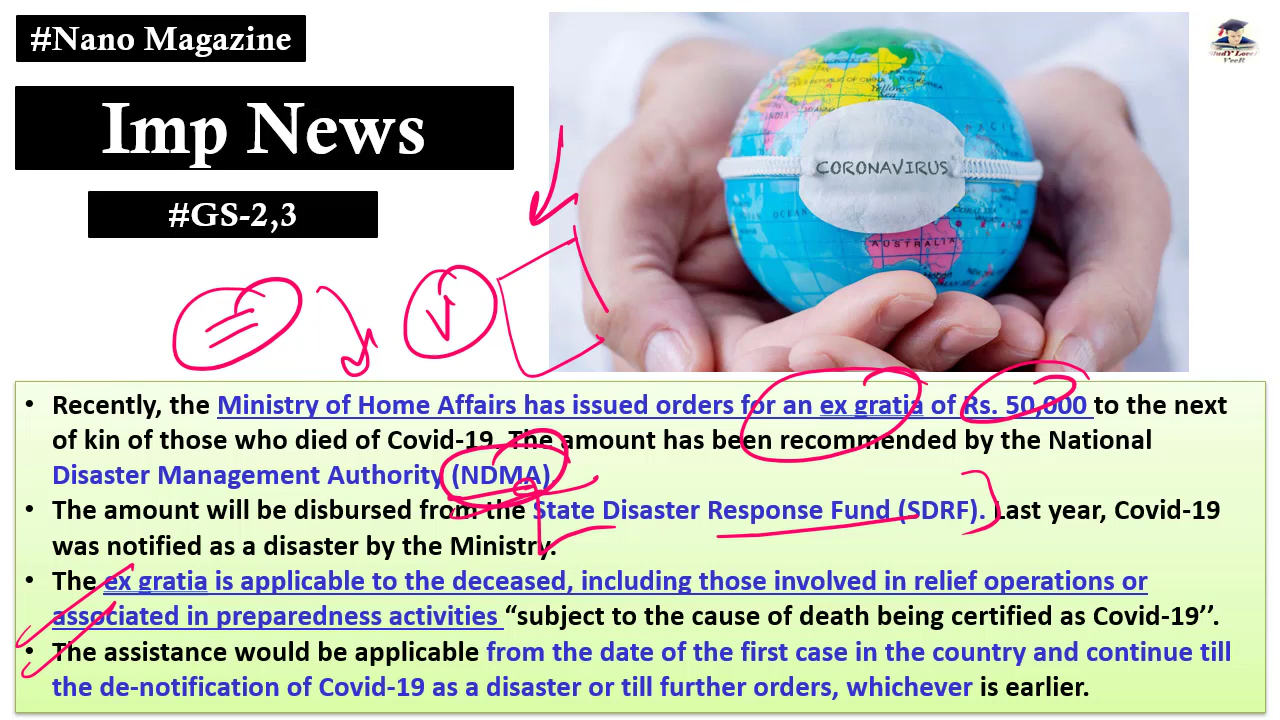 #Nano Magazine
Imp News
#GS-2,3
CORONAVIRUS
AUSTRALIA
INDIA
• Recently, the Ministry of Home Affairs has issued orders for an ex gratia of Rs. 50,000 to the next
of kin of those who died of Covid-19. The amount has been recommended by the National
Disaster Management Authority (NDMA).
• The amount will be disbursed from the State Disaster Response Fund (SDRF). Last year, Covid-19
was notified as a disaster by the Ministry.
• The ex gratia is applicable to the deceased, including those involved in relief operations or
associated in preparedness activities “subject to the cause of death being certified as Covid-19’’.
• The assistance would be applicable from the date of the first case in the country and continue till
the de-notification of Covid-19 as a disaster or till further orders, whichever is earlier.